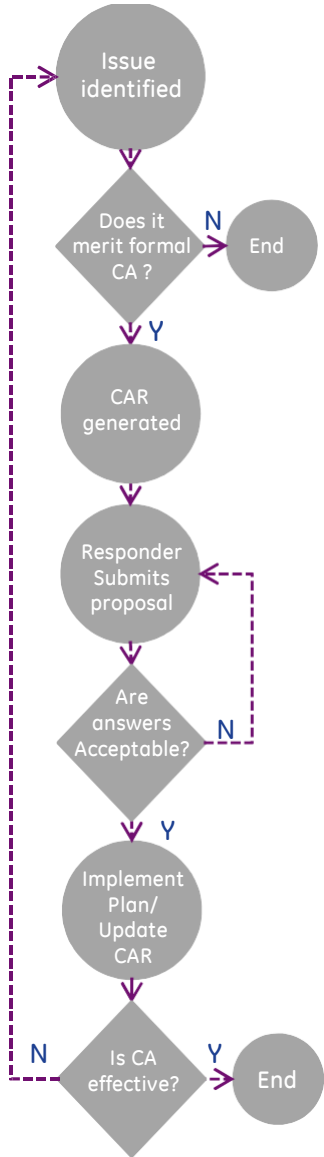 Issue
identified
Does it
merit formal
CA ?
N
End
Y
CAR
generated
Responder
Submits
proposal
Are
answers
Acceptable?
N
Y
Implement
Plan/
Update
CAR
N
Is CA
effective?
Y
End